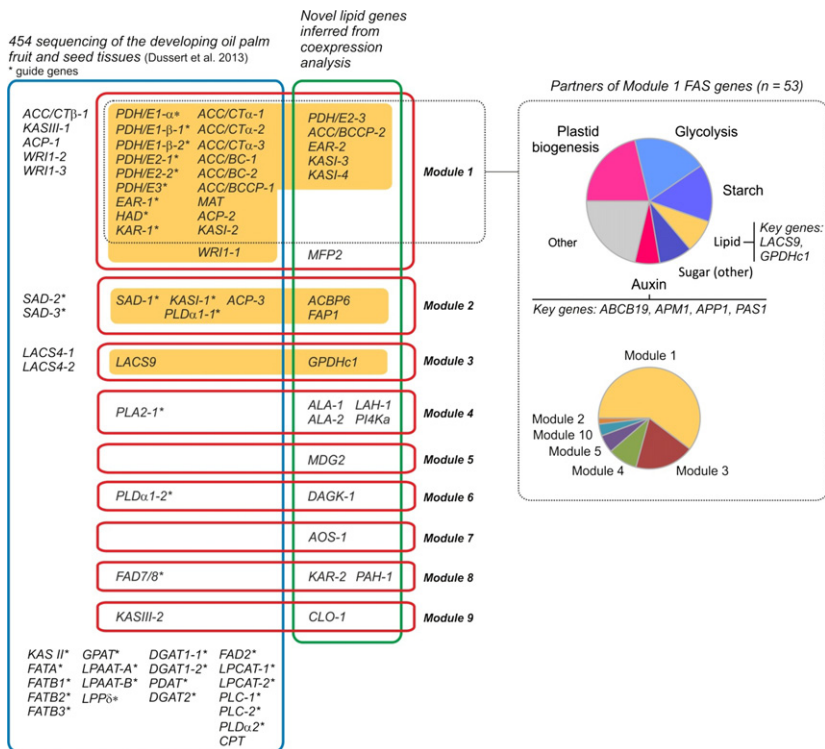 454 sequencing of the developing oil palm
fruit and seed tissues (Dussert et al. 2013)
* guide genes
Novel lipid genes
inferred from
coexpression
analysis
ACC/CTβ-1
KASIII-1
ACP-1
WRI1-2
WRI1-3
PDH/E1-α* ACC/CTα-1
PDH/E1-β-1* ACC/CTα-2
PDH/E1-β-2* ACC/CTα-3
PDH/E2-1* ACC/BC-1
PDH/E2-2* ACC/BC-2
PDH/E3* ACC/BCCP-1
EAR-1* MAT
HAD* ACP-2
KAR-1* KASI-2
WRI1-1
PDH/E2-3
ACC/BCCP-2
EAR-2
KASI-3
KASI-4
MFP2
Module 1
SAD-2*
SAD-3*
SAD-1* KASI-1* ACP-3
PLDα1-1*
ACBP6
FAP1
Module 2
LACS4-1
LACS4-2
LACS9
GPDHc1
Module 3
PLA2-1*
ALA-1 LAH-1
ALA-2 PI4Ka
Module 4
MDG2
Module 5
PLDα1-2*
DAGK-1
Module 6
AOS-1
Module 7
FAD7/8*
KAR-2 PAH-1
Module 8
KASIII-2
CLO-1
Module 9
KAS II* GPAT* DGAT1-1* FAD2*
FATA* LPAAT-A* DGAT1-2* LPCAT-1*
FATB1* LPAAT-B* PDAT* LPCAT-2*
FATB2* LPPδ* DGAT2* PLC-1*
FATB3* PLC-2*
PLDα2*
CPT
Partners of Module 1 FAS genes (n = 53)
Plastid
biogenesis
Glycolysis
Starch
Lipid
Key genes:
LACS9,
GPDHc1
Sugar (other)
Other
Auxin
Key genes: ABCB19, APM1, APP1, PAS1
Module 1
Module 2
Module 10
Module 5
Module 4
Module 3